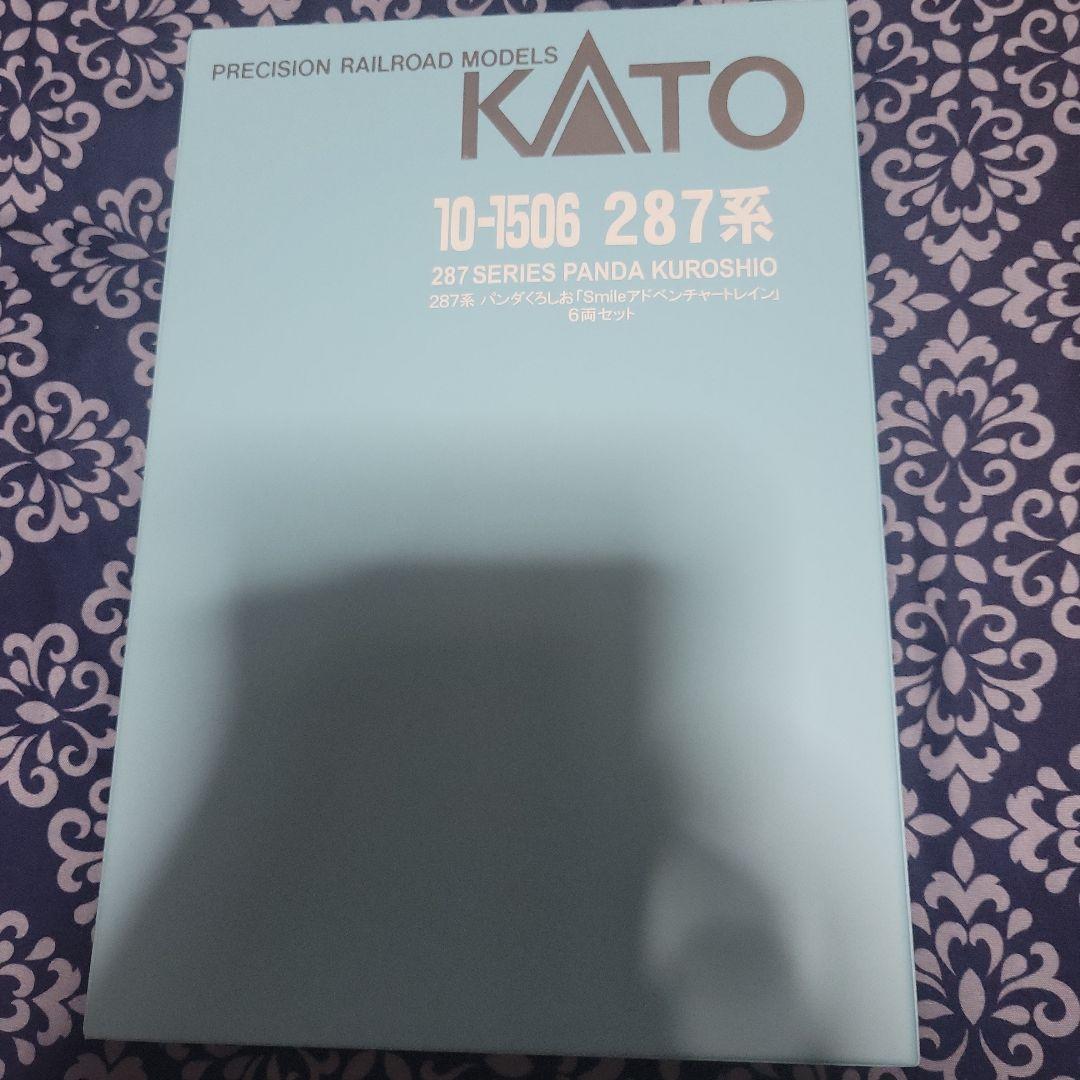 PRECISION RAILROAD MODELS
KATO
10-1506 287系
287 SERIES PANDA KUROSHIO
287系 パンダくろしお「Smileアドベンチャートレイン」
6両セット